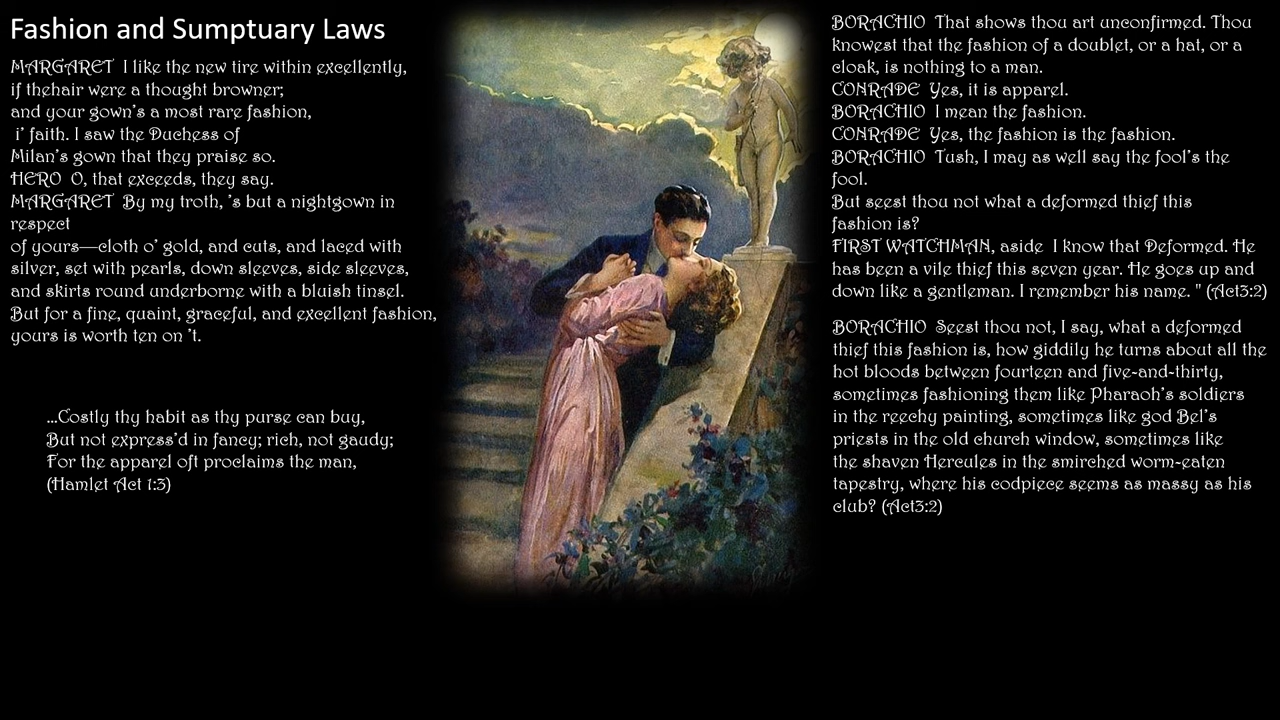 Fashion and Sumptuary Laws
MARGARET I like the new tire within excellently,
if thehair were a thought browner;
and your gown's a most rare fashion,
i' faith. I saw the Duchess of
Milan's gown that they praise so.
HERO O, that exceeds, they say.
MARGARET By my troth, 's but a nightgown in
respect
of yours—cloth o' gold, and cuts, and laced with
silver, set with pearls, down sleeves, side sleeves,
and skirts round underborne with a bluish tinsel.
But for a fine, quaint, graceful, and excellent fashion,
yours is worth ten on 't.
...Costly thy habit as thy purse can buy,
But not express'd in fancy; rich, not gaudy;
For the apparel oft proclaims the man,
(Hamlet Act 1:3)
BORACHIO That shows thou art unconfirmed. Thou
knowest that the fashion of a doublet, or a hat, or a
cloak, is nothing to a man.
CONRADE Yes, it is apparel.
BORACHIO I mean the fashion.
CONRADE Yes, the fashion is the fashion.
BORACHIO Tush, I may as well say the fool's the
fool.
But seest thou not what a deformed thief this
fashion is?
FIRST WATCHMAN, aside I know that Deformed. He
has been a vile thief this seven year. He goes up and
down like a gentleman. I remember his name. " (Act3:2)
BORACHIO Seest thou not, I say, what a deformed
thief this fashion is, how giddily he turns about all the
hot bloods between fourteen and five-and-thirty,
sometimes fashioning them like Pharaoh's soldiers
in the reechy painting, sometimes like god Bel's
priests in the old church window, sometimes like
the shaven Hercules in the smirched worm-eaten
tapestry, where his codpiece seems as massy as his
club? (Act3:2)